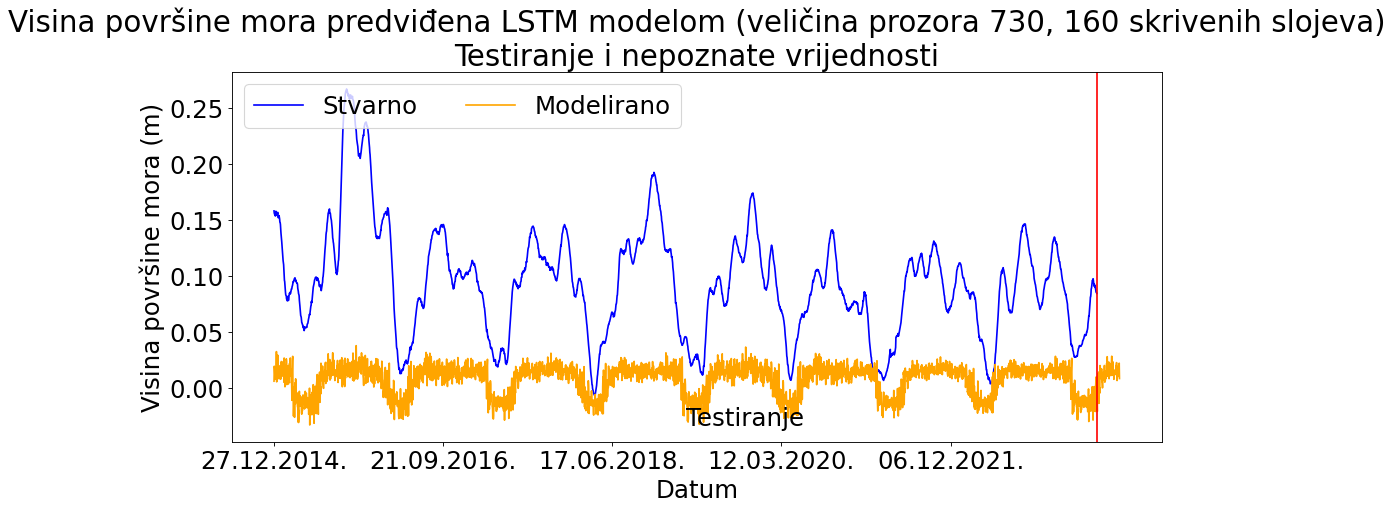 Visina površine mora predviđena LSTM modelom (veličina prozora 730, 160 skrivenih slojeva)
Testiranje i nepoznate vrijednosti
Stvarno Modelirano
Visina površine mora (m)
0.25
0.20
0.15
0.10
0.05
0.00
Testiranje
27.12.2014. 21.09.2016. 17.06.2018. 12.03.2020. 06.12.2021.
Datum